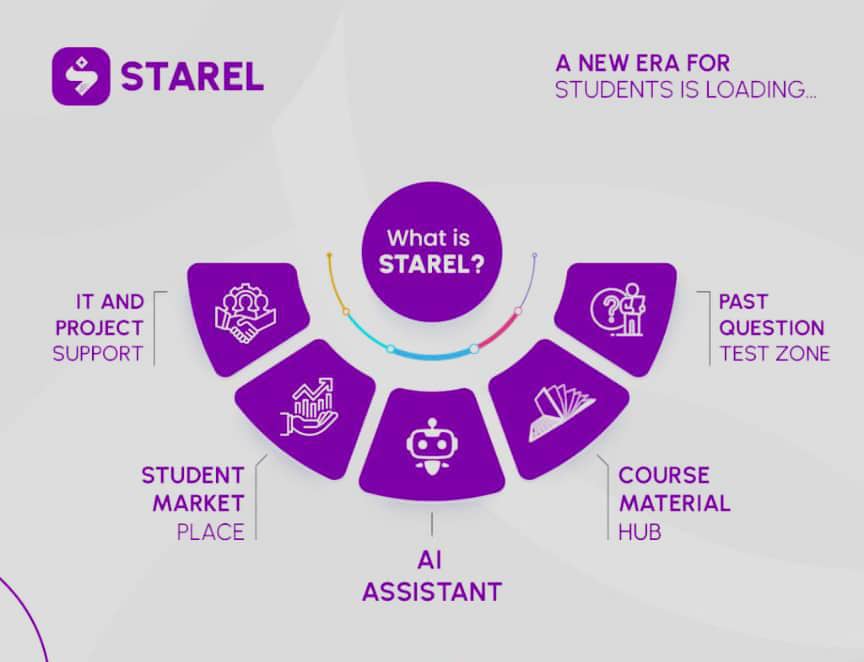 STAREL
A NEW ERA FOR
STUDENTS IS LOADING...
What is
STAREL?
IT AND
PROJECT
SUPPORT
STUDENT
MARKET
PLACE
AI
ASSISTANT
COURSE
MATERIAL
HUB
PAST
QUESTION
TEST ZONE